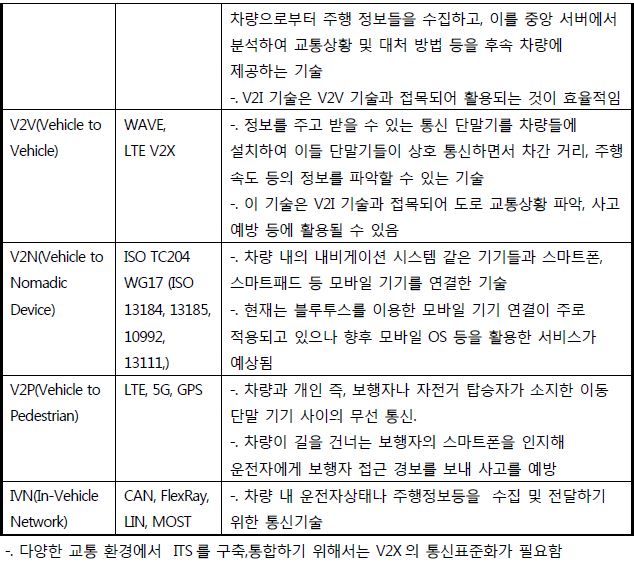 차량으로부터 주행 정보들을 수집하고, 이를 중앙 서버에서
분석하여 교통상황 및 대처 방법 등을 후속 차량에
제공하는 기술
-. V2I 기술은 V2V 기술과 접목되어 활용되는 것이 효율적임
V2V(Vehicle to
Vehicle)
WAVE,
LTE V2X
-. 정보를 주고 받을 수 있는 통신 단말기를 차량들에
설치하여 이들 단말기들이 상호 통신하면서 차간 거리, 주행
속도 등의 정보를 파악할 수 있는 기술
-. 이 기술은 V2I 기술과 접목되어 도로 교통상황 파악, 사고
예방 등에 활용될 수 있음
V2N(Vehicle to
Nomadic
Device)
ISO TC204
WG17 (ISO
13184, 13185,
10992,
13111,)
-. 차량 내의 내비게이션 시스템 같은 기기들과 스마트폰,
스마트패드 등 모바일 기기를 연결한 기술
-. 현재는 블루투스를 이용한 모바일 기기 연결이 주로
적용되고 있으나 향후 모바일 OS 등을 활용한 서비스가
예상됨
V2P(Vehicle to
Pedestrian)
LTE, 5G, GPS
-. 차량과 개인 즉, 보행자나 자전거 탑승자가 소지한 이동
단말 기기 사이의 무선 통신.
-. 차량이 길을 건너는 보행자의 스마트폰을 인지해
운전자에게 보행자 접근 경보를 보내 사고를 예방
IVN(In-Vehicle
Network)
CAN, FlexRay,
LIN, MOST
-. 차량 내 운전자상태나 주행정보등을 수집 및 전달하기
위한 통신기술
-. 다양한 교통 환경에서 ITS 를 구축,통합하기 위해서는 V2X 의 통신표준화가 필요함